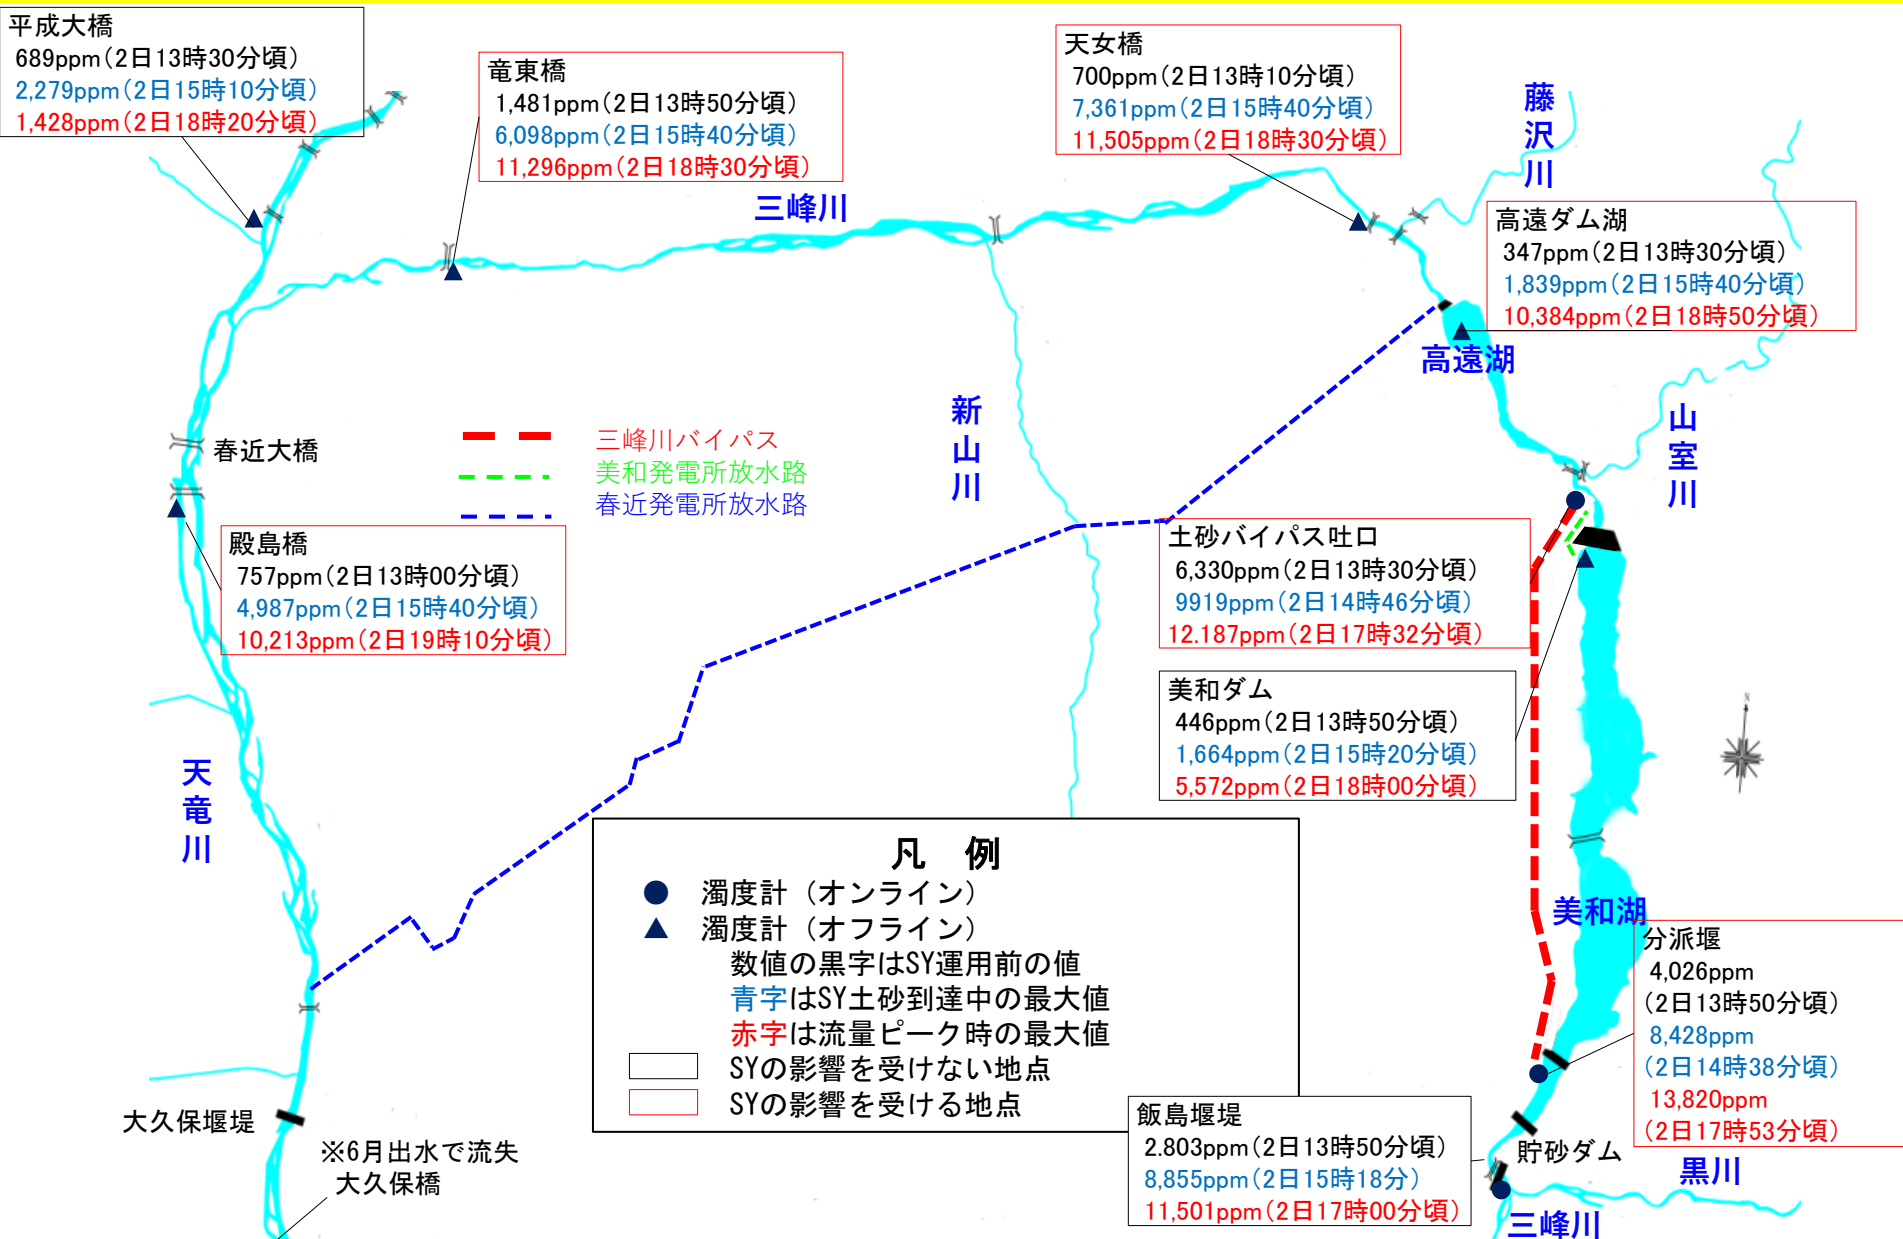 平成大橋
689ppm(2日13時30分頃)
2,279ppm(2日15時10分頃)
1,428ppm(2日18時20分頃)
竜東橋
1,481ppm(2日13時50分頃)
6,098ppm(2日15時40分頃)
11,296ppm(2日18時30分頃)
天女橋
700ppm(2日13時10分頃)
7,361ppm(2日15時40分頃)
11,505ppm(2日18時30分頃)
藤沢川
三峰川
高遠ダム湖
347ppm(2日13時30分頃)
1,839ppm(2日15時40分頃)
10,384ppm(2日18時50分頃)
高遠湖
新山川
山室川
春近大橋
三峰川バイパス
美和発電所放水路
春近発電所放水路
殿島橋
757ppm(2日13時00分頃)
4,987ppm(2日15時40分頃)
10,213ppm(2日19時10分頃)
土砂バイパス吐口
6,330ppm(2日13時30分頃)
9919ppm(2日14時46分頃)
12.187ppm(2日17時32分頃)
美和ダム
446ppm(2日13時50分頃)
1,664ppm(2日15時20分頃)
5,572ppm(2日18時00分頃)
N
天竜川
凡 例
濁度計(オンライン)
濁度計(オフライン)
数値の黒字はSY運用前の値
青字はSY土砂到達中の最大値
赤字は流量ピーク時の最大値
SYの影響を受けない地点
SYの影響を受ける地点
美和湖
分派堰
4,026ppm
(2日13時50分頃)
8,428ppm
(2日14時38分頃)
13,820ppm
(2日17時53分頃)
大久保堰堤
※6月出水で流失
大久保橋
飯島堰堤
2.803ppm(2日13時50分頃)
8,855ppm(2日15時18分)
11,501ppm(2日17時00分頃)
貯砂ダム
黒川
三峰川